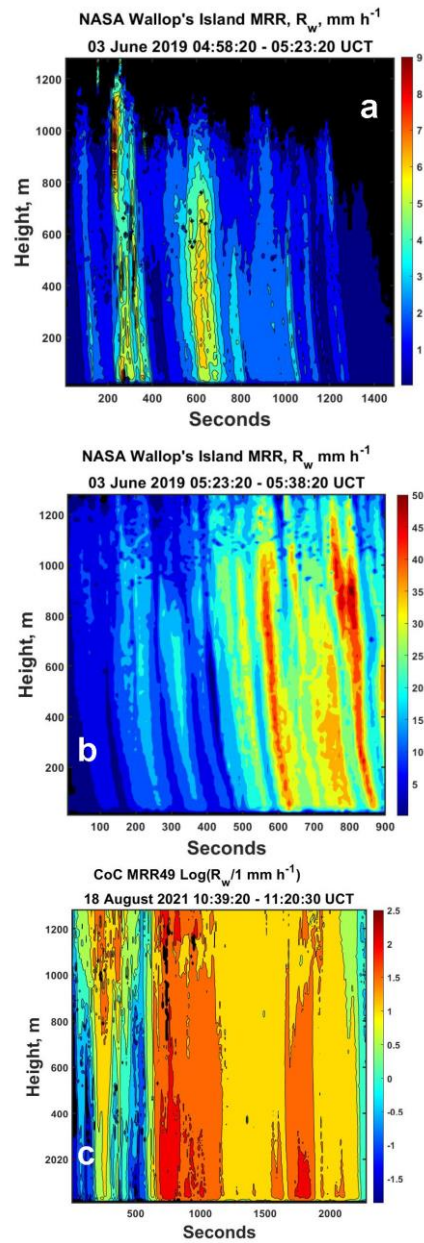 NASA Wallop's Island MRR, Rw, mm h-1
03 June 2019 04:58:20 - 05:23:20 UCT
a
Height, m
1200
1000
800
600
400
200
200 400 600 800 1000 1200 1400
Seconds
9
8
7
6
5
4
3
2
1
NASA Wallop's Island MRR, Rw mm h-1
03 June 2019 05:23:20 - 05:38:20 UCT
b
Height, m
1200
1000
800
600
400
200
100 200 300 400 500 600 700 800 900
Seconds
50
45
40
35
30
25
20
15
10
5
CoC MRR49 Log(Rw/1 mm h-1)
18 August 2021 10:39:20 - 11:20:30 UCT
c
Height, m
1200
1000
800
600
400
2020
500 1000 1500 2000
Seconds
2.5
2
1.5
1
0.5
0
-0.5
-1
-1.5